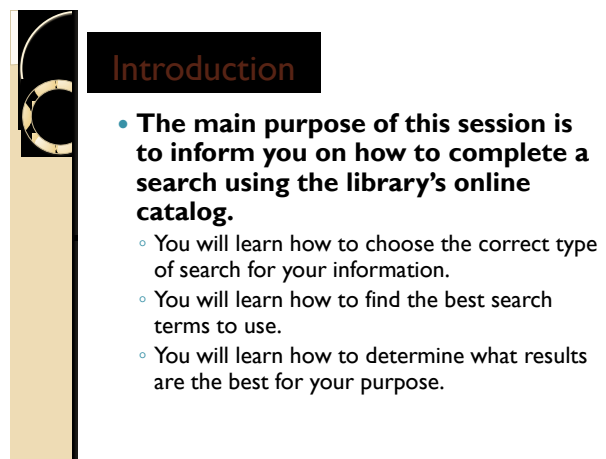 Introduction
• The main purpose of this session is
to inform you on how to complete a
search using the library’s online
catalog.
◦ You will learn how to choose the correct type
of search for your information.
◦ You will learn how to find the best search
terms to use.
◦ You will learn how to determine what results
are the best for your purpose.